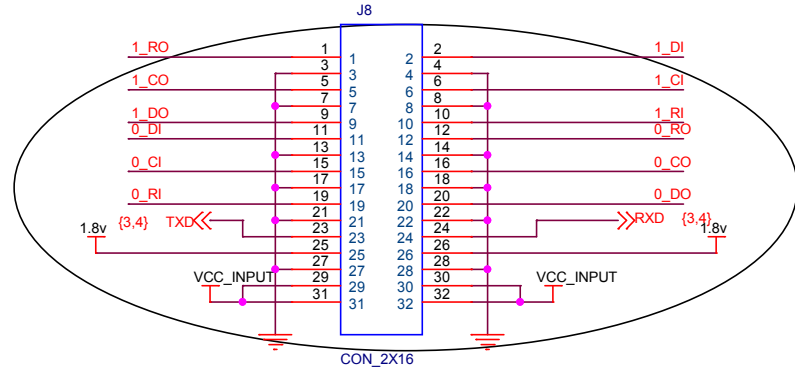 J8
1_RO 1 1 2 2 1_DI
3 3 4 4
1_CO 5 5 6 6 1_CI
7 7 8 8
1_DO 9 9 10 10 1_RI
0_DI 11 11 12 12 0_RO
13 13 14 14
0_CI 15 15 16 16 0_CO
17 17 18 18
0_RI 19 19 20 20 0_DO
21 21 22 22
1.8v {3,4} TXD 23 23 24 24 RXD {3,4} 1.8v
25 25 26 26
27 27 28 28
VCC_INPUT 29 29 30 30 VCC_INPUT
31 31 32 32
CON_2X16